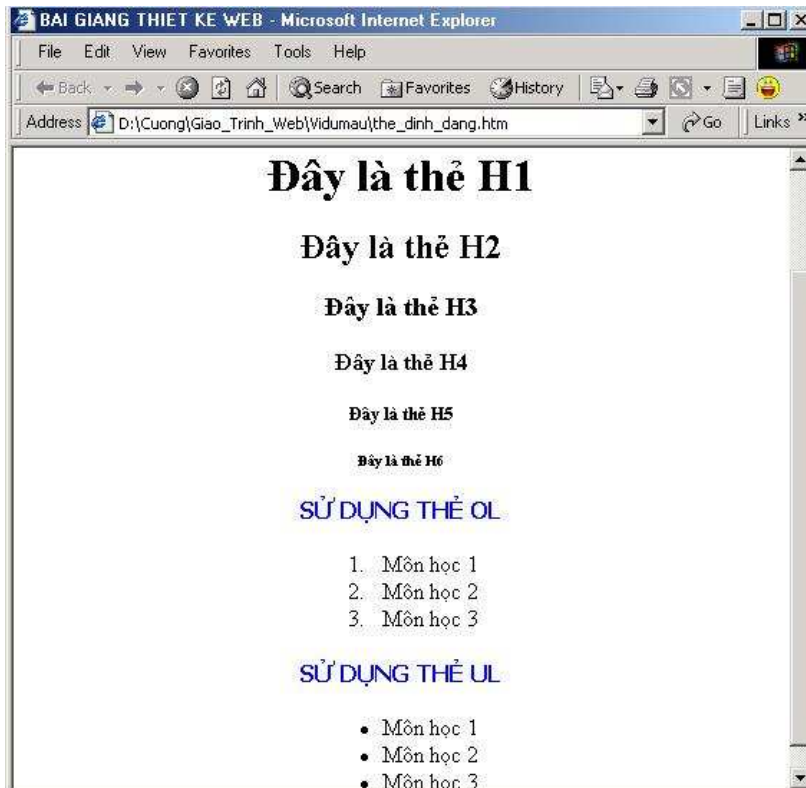 BAI GIANG THIET KE WEB - Microsoft Internet Explorer
File Edit View Favorites Tools Help
Back Search Favorites History
Address D:\Cuong\Giao_Trinh_Web\Vidumau\the_dinh_dang.htm Go Links »
Đây là thẻ H1
Đây là thẻ H2
Đây là thẻ H3
Đây là thẻ H4
Đây là thẻ H5
Đây là thẻ H6
SỬ DỤNG THẺ OL
1. Môn học 1
2. Môn học 2
3. Môn học 3
SỬ DỤNG THẺ UL
• Môn học 1
• Môn học 2
• Môn học 3